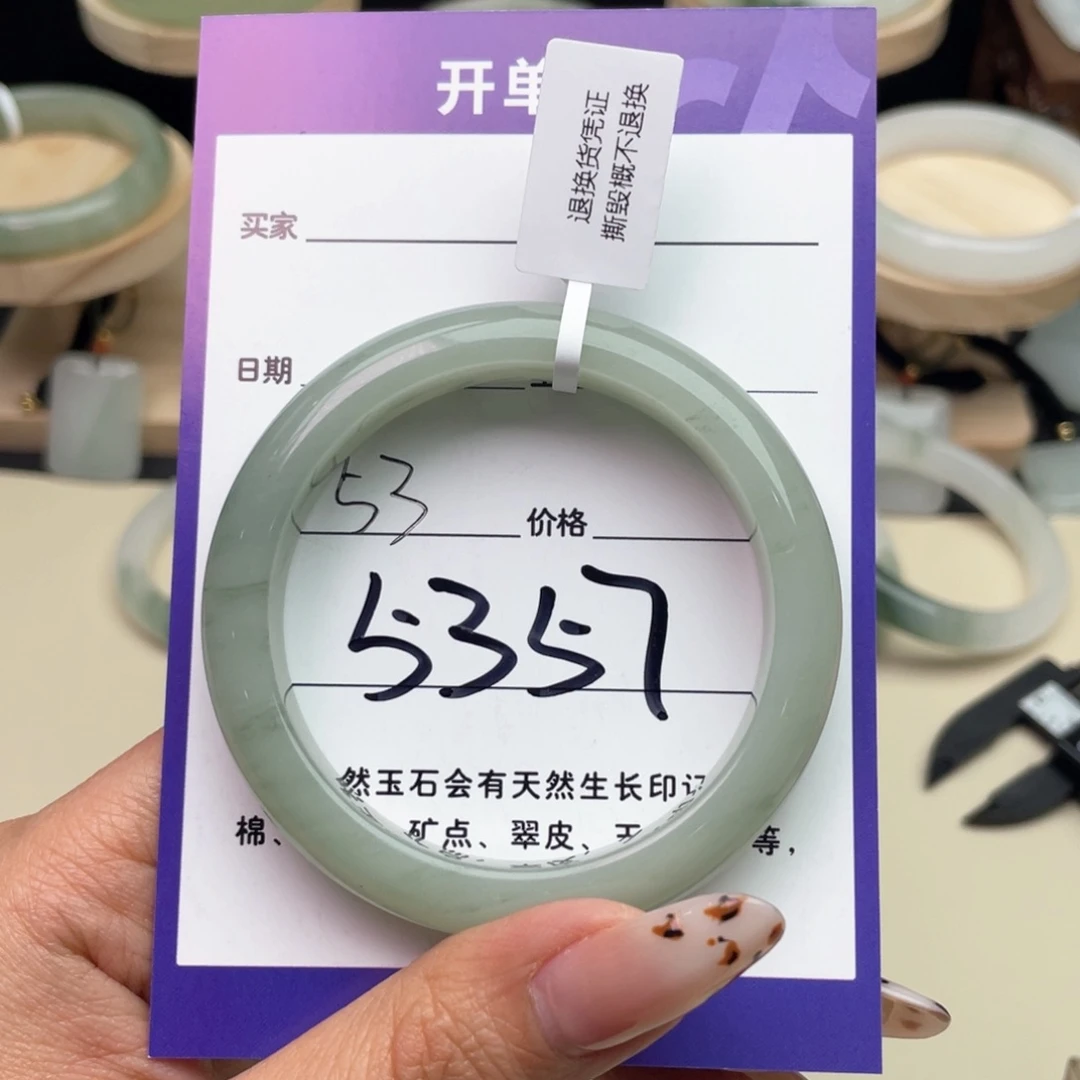 开单
退换货凭证
撕毁概不退换
买家
日期
53 价格
5357
然玉石会有天然生长印记
棉、 矿点、翠皮、 等,